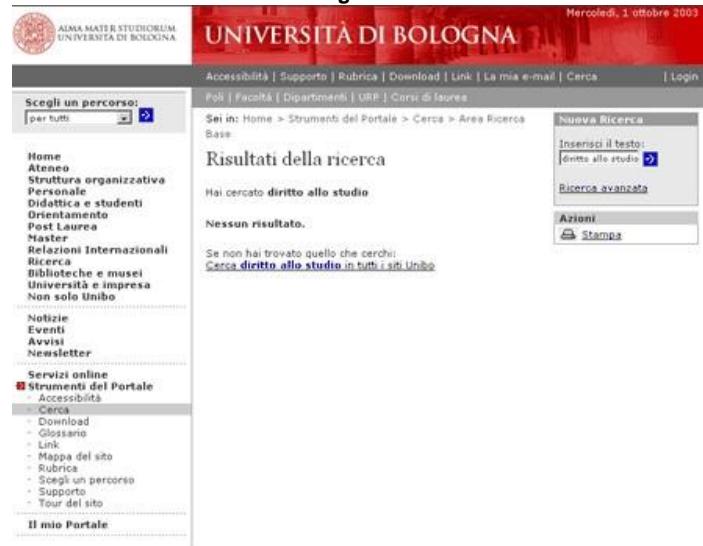 Mercoledì, 1 ottobre 2003
ALMA MATER STUDIORUM
UNIVERSITÀ DI BOLOGNA
UNIVERSITÀ DI BOLOGNA
Accessibilità | Supporto | Rubrica | Download | Link | La mia e-mail | Cerca | Login
Poli | Facoltà | Dipartimenti | URP | Corsi di laurea
Scegli un percorso:
per tutti
Home
Ateneo
Struttura organizzativa
Personale
Didattica e studenti
Orientamento
Post Laurea
Master
Relazioni Internazionali
Ricerca
Biblioteche e musei
Università e impresa
Non solo Unibo
Notizie
Eventi
Avvisi
Newsletter
Servizi online
Strumenti del Portale
- Accessibilità
- Cerca
- Download
- Glossario
- Link
- Mappa del sito
- Rubrica
- Scegli un percorso
- Supporto
- Tour del sito
Il mio Portale
Sei in: Home > Strumenti del Portale > Cerca > Area Ricerca
Base
Risultati della ricerca
Hai cercato diritto allo studio
Nessun risultato.
Se non hai trovato quello che cerchi:
Cerca diritto allo studio in tutti i siti Unibo
Nuova Ricerca
Inserisci il testo:
diritto allo studio
Ricerca avanzata
Azioni
Stampa